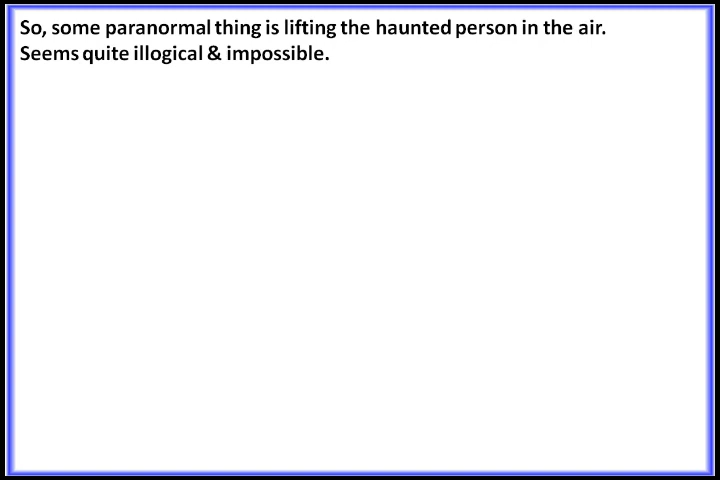 So, some paranormal thing is lifting the haunted person in the air.
Seems quite illogical & impossible.